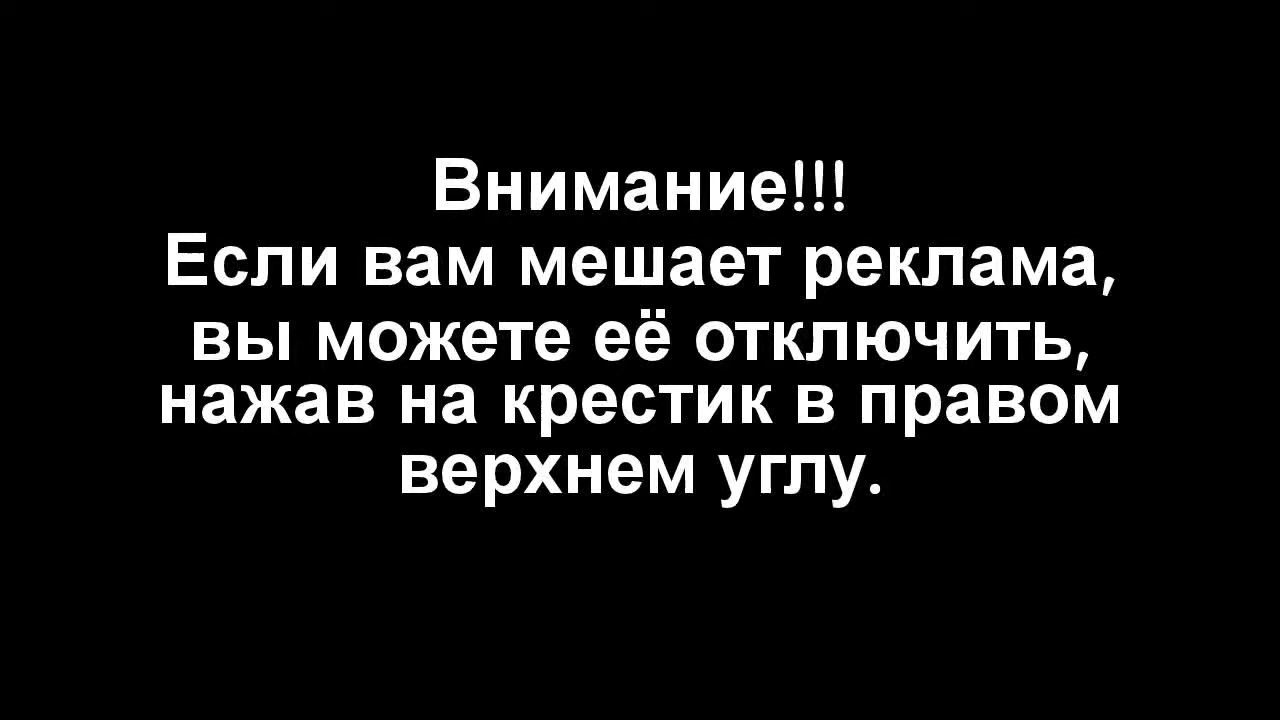 Внимание!!!
Если вам мешает реклама,
вы можете её отключить,
нажав на крестик в правом
верхнем углу.